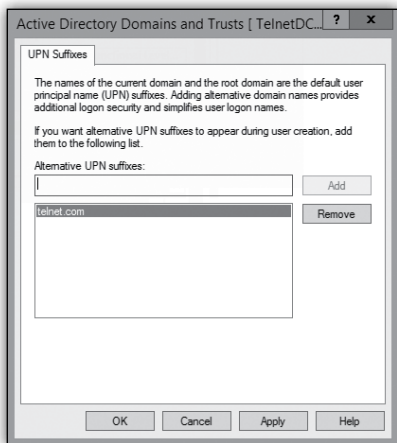 Active Directory Domains and Trusts [ TelnetDC... ? x
UPN Suffixes
The names of the current domain and the root domain are the default user
principal name (UPN) suffixes. Adding alternative domain names provides
additional logon security and simplifies user logon names.
If you want alternative UPN suffixes to appear during user creation, add
them to the following list.
Alternative UPN suffixes:
Add
telnet.com
Remove
OK Cancel Apply Help